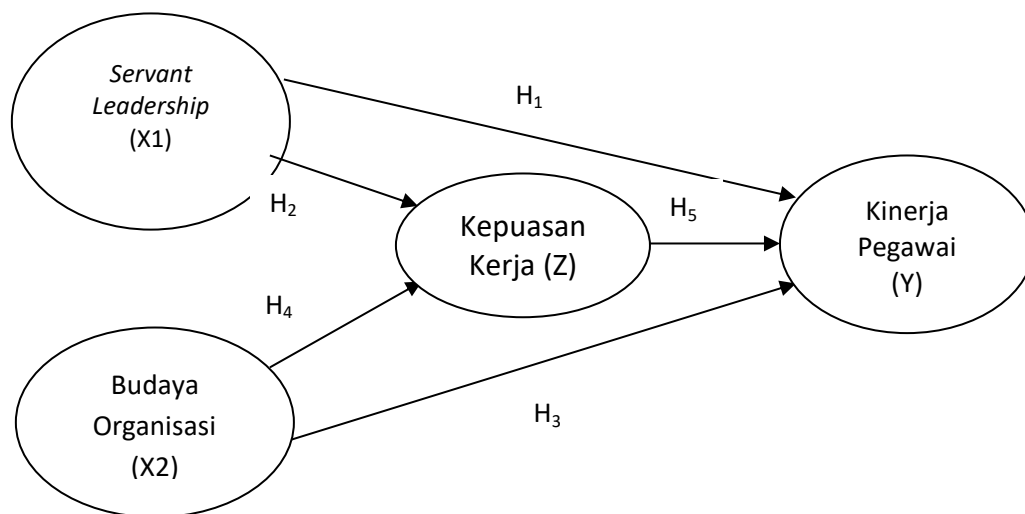 Servant
Leadership
(X1)
H₁
H₂
Kepuasan
Kerja (Z)
H₅
Kinerja
Pegawai
(Y)
H₄
Budaya
Organisasi
(X2)
H₃